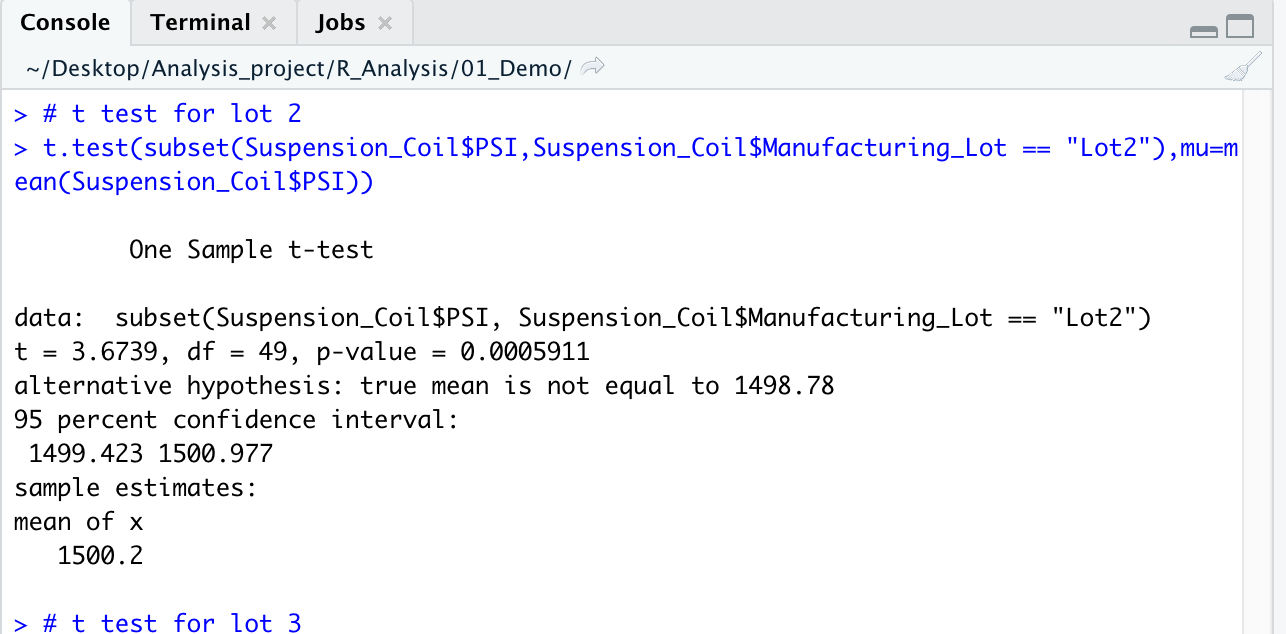 Console Terminal × Jobs ×
~/Desktop/Analysis_project/R_Analysis/01_Demo/
> # t test for lot 2
> t.test(subset(Suspension_Coil$PSI,Suspension_Coil$Manufacturing_Lot == "Lot2"),mu=m
ean(Suspension_Coil$PSI))
One Sample t-test
data:  subset(Suspension_Coil$PSI, Suspension_Coil$Manufacturing_Lot == "Lot2")
t = 3.6739, df = 49, p-value = 0.0005911
alternative hypothesis: true mean is not equal to 1498.78
95 percent confidence interval:
 1499.423 1500.977
sample estimates:
mean of x
   1500.2
> # t test for lot 3